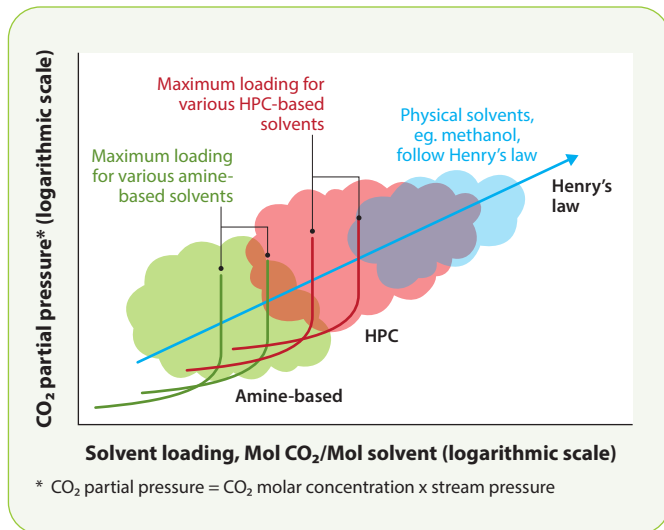 CO₂ partial pressure* (logarithmic scale)
Maximum loading for
various HPC-based
solvents
Maximum loading
for various amine-
based solvents
Physical solvents,
eg. methanol,
follow Henry's law
Henry's
law
HPC
Amine-based
Solvent loading, Mol CO₂/Mol solvent (logarithmic scale)
* CO₂ partial pressure = CO₂ molar concentration x stream pressure